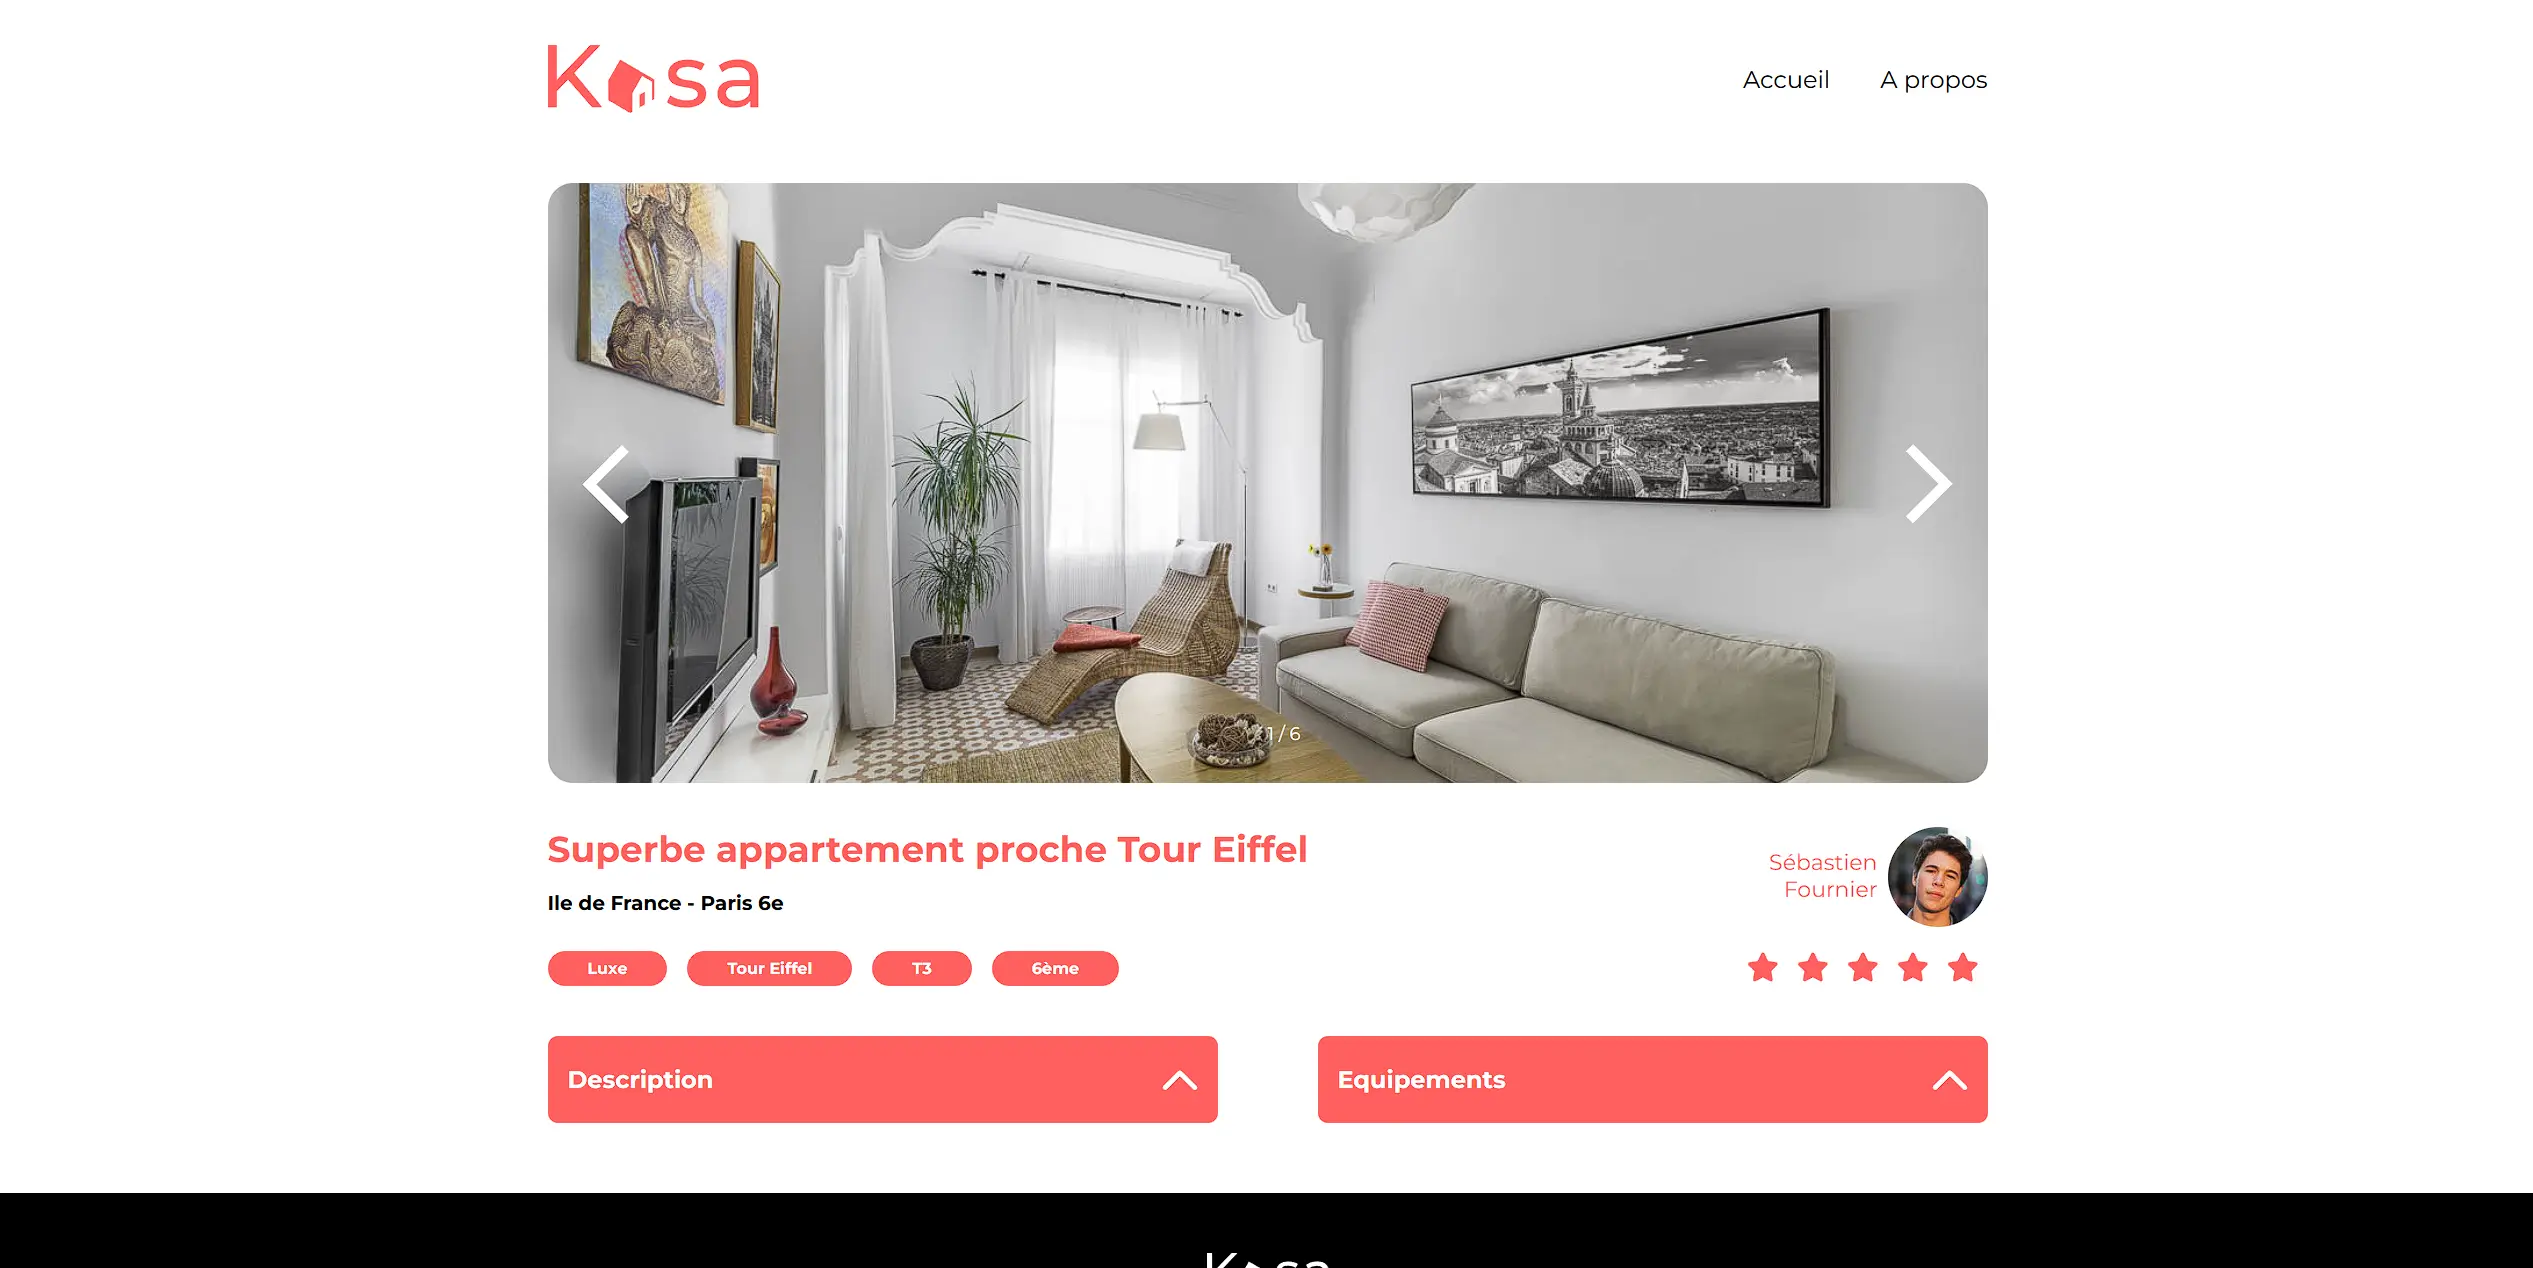 Kasa
Accueil
A propos
1 / 6
Superbe appartement proche Tour Eiffel
Ile de France - Paris 6e
Sébastien
Fournier
Luxe
Tour Eiffel
T3
6ème
Description
Equipements
Kasa